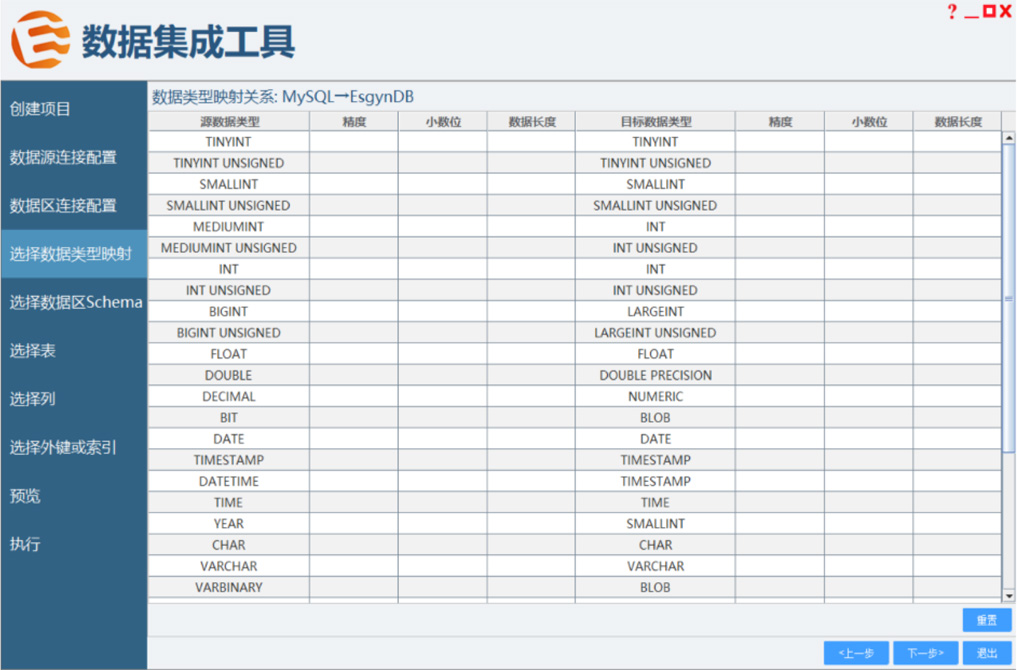 数据集成工具
创建项目
数据源连接配置
数据区连接配置
选择数据类型映射
选择数据区Schema
选择表
选择列
选择外键或索引
预览
执行
数据类型映射关系: MySQL→EsgynDB
源数据类型 精度 小数位 数据长度 目标数据类型 精度 小数位 数据长度
TINYINT TINYINT
TINYINT UNSIGNED TINYINT UNSIGNED
SMALLINT SMALLINT
SMALLINT UNSIGNED SMALLINT UNSIGNED
MEDIUMINT INT
MEDIUMINT UNSIGNED INT UNSIGNED
INT INT
INT UNSIGNED INT UNSIGNED
BIGINT LARGEINT
BIGINT UNSIGNED LARGEINT UNSIGNED
FLOAT FLOAT
DOUBLE DOUBLE PRECISION
DECIMAL NUMERIC
BIT BLOB
DATE DATE
TIMESTAMP TIMESTAMP
DATETIME TIMESTAMP
TIME TIME
YEAR SMALLINT
CHAR CHAR
VARCHAR VARCHAR
VARBINARY BLOB
重置
<上一步 下一步> 退出